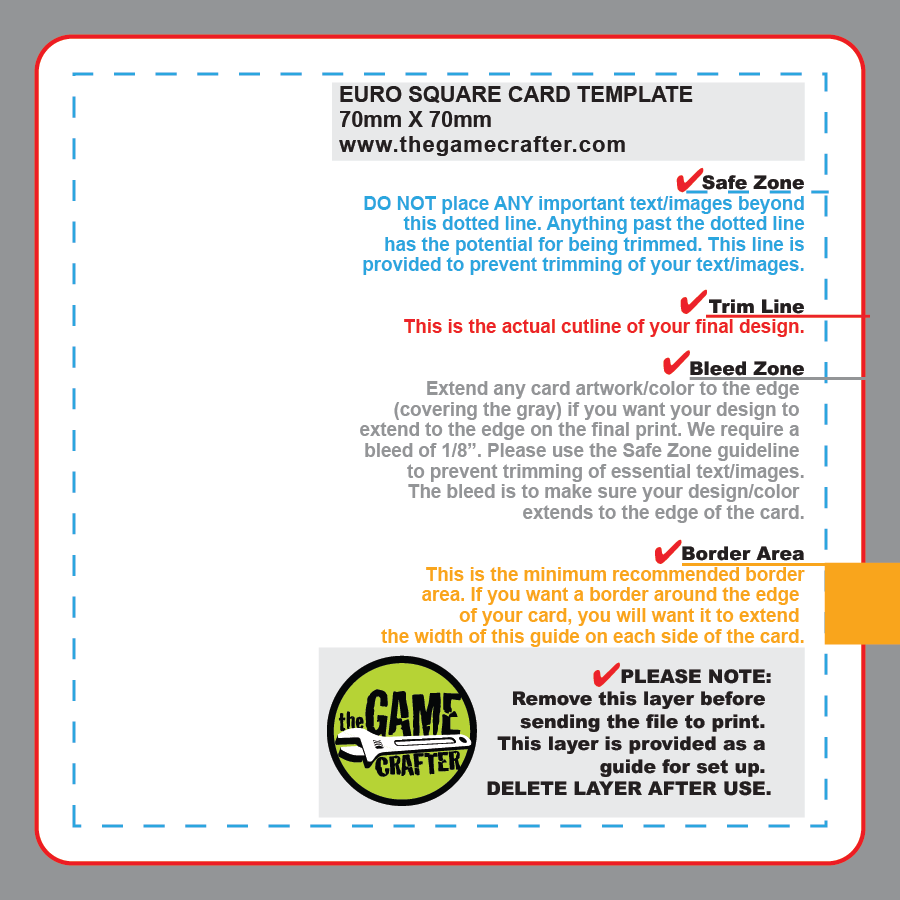 EURO SQUARE CARD TEMPLATE
70mm X 70mm
www.thegamecrafter.com
Safe Zone
DO NOT place ANY important text/images beyond
this dotted line. Anything past the dotted line
has the potential for being trimmed. This line is
provided to prevent trimming of your text/images.
Trim Line
This is the actual cutline of your final design.
Bleed Zone
Extend any card artwork/color to the edge
(covering the gray) if you want your design to
extend to the edge on the final print. We require a
bleed of 1/8”. Please use the Safe Zone guideline
to prevent trimming of essential text/images.
The bleed is to make sure your design/color
extends to the edge of the card.
Border Area
This is the minimum recommended border
area. If you want a border around the edge
of your card, you will want it to extend
the width of this guide on each side of the card.
the GAME
CRAFTER
PLEASE NOTE:
Remove this layer before
sending the file to print.
This layer is provided as a
guide for set up.
DELETE LAYER AFTER USE.